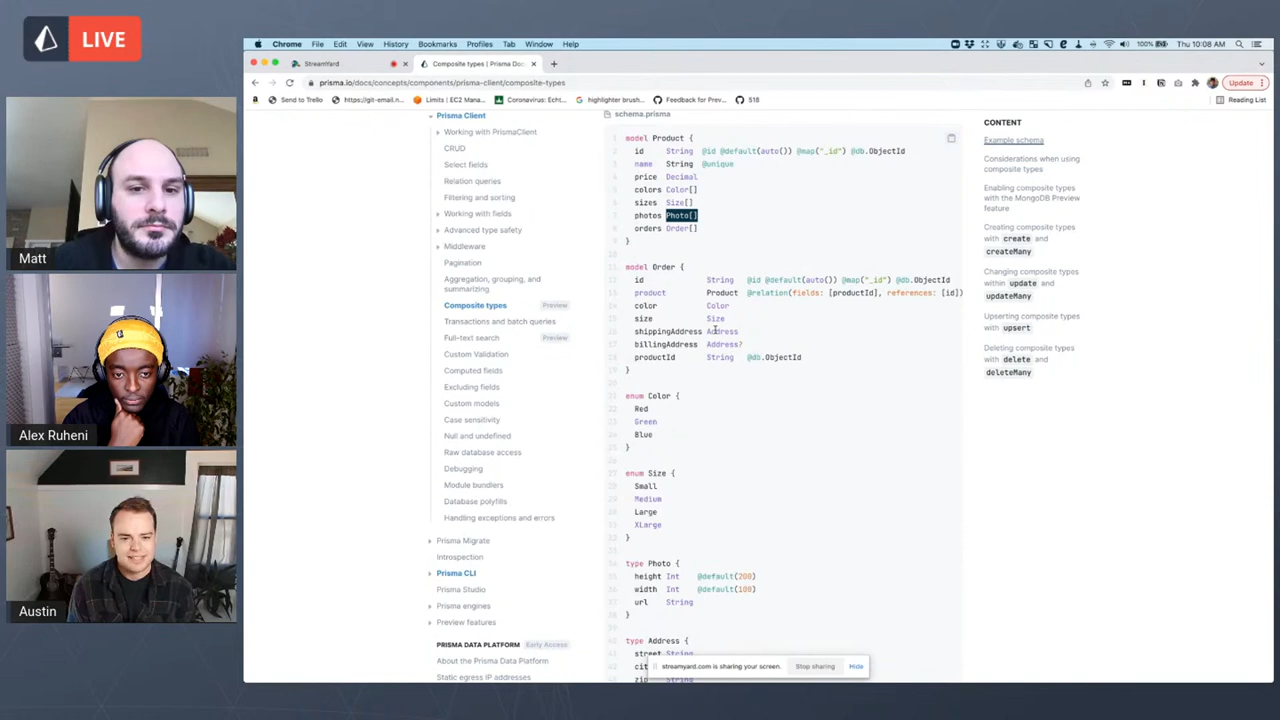 LIVE
Matt
Alex Ruheni
Austin
Chrome File Edit View History Bookmarks Profiles Tab Window Help
100% Thu 10:08 AM
StreamYard
Composite types | Prisma Doc
prisma.io/docs/concepts/components/prisma-client/composite-types
Update
Send to Trello https://git-email.n... Limits | EC2 Mana... Coronavirus: Echt... highlighter brush... Feedback for Prev... 518 Reading List
Prisma Client
Working with PrismaClient
CRUD
Select fields
Relation queries
Filtering and sorting
Working with fields
Advanced type safety
Middleware
Pagination
Aggregation, grouping, and
summarizing
Composite types Preview
Transactions and batch queries
Full-text search Preview
Custom Validation
Computed fields
Excluding fields
Custom models
Case sensitivity
Null and undefined
Raw database access
Debugging
Module bundlers
Database polyfills
Handling exceptions and errors
Prisma Migrate
Introspection
Prisma CLI
Prisma Studio
Prisma engines
Preview features
PRISMA DATA PLATFORM Early Access
About the Prisma Data Platform
Static egress IP addresses
schema.prisma
model Product {
id String @id @default(auto()) @map("_id") @db.ObjectId
name String @unique
price Decimal
colors Color[]
sizes Size[]
photos Photo[]
orders Order[]
}
model Order {
id String @id @default(auto()) @map("_id") @db.ObjectId
product Product @relation(fields: [productId], references: [id])
color Color
size Size
shippingAddress Address
billingAddress Address?
productId String @db.ObjectId
}
enum Color {
Red
Green
Blue
}
enum Size {
Small
Medium
Large
XLarge
}
type Photo {
height Int @default(200)
width Int @default(100)
url String
}
type Address {
street String
cit
zip String
streamyard.com is sharing your screen. Stop sharing Hide
CONTENT
Example schema
Considerations when using
composite types
Enabling composite types
with the MongoDB Preview
feature
Creating composite types
with create and
createMany
Changing composite types
within update and
updateMany
Upserting composite types
with upsert
Deleting composite types
with delete and
deleteMany